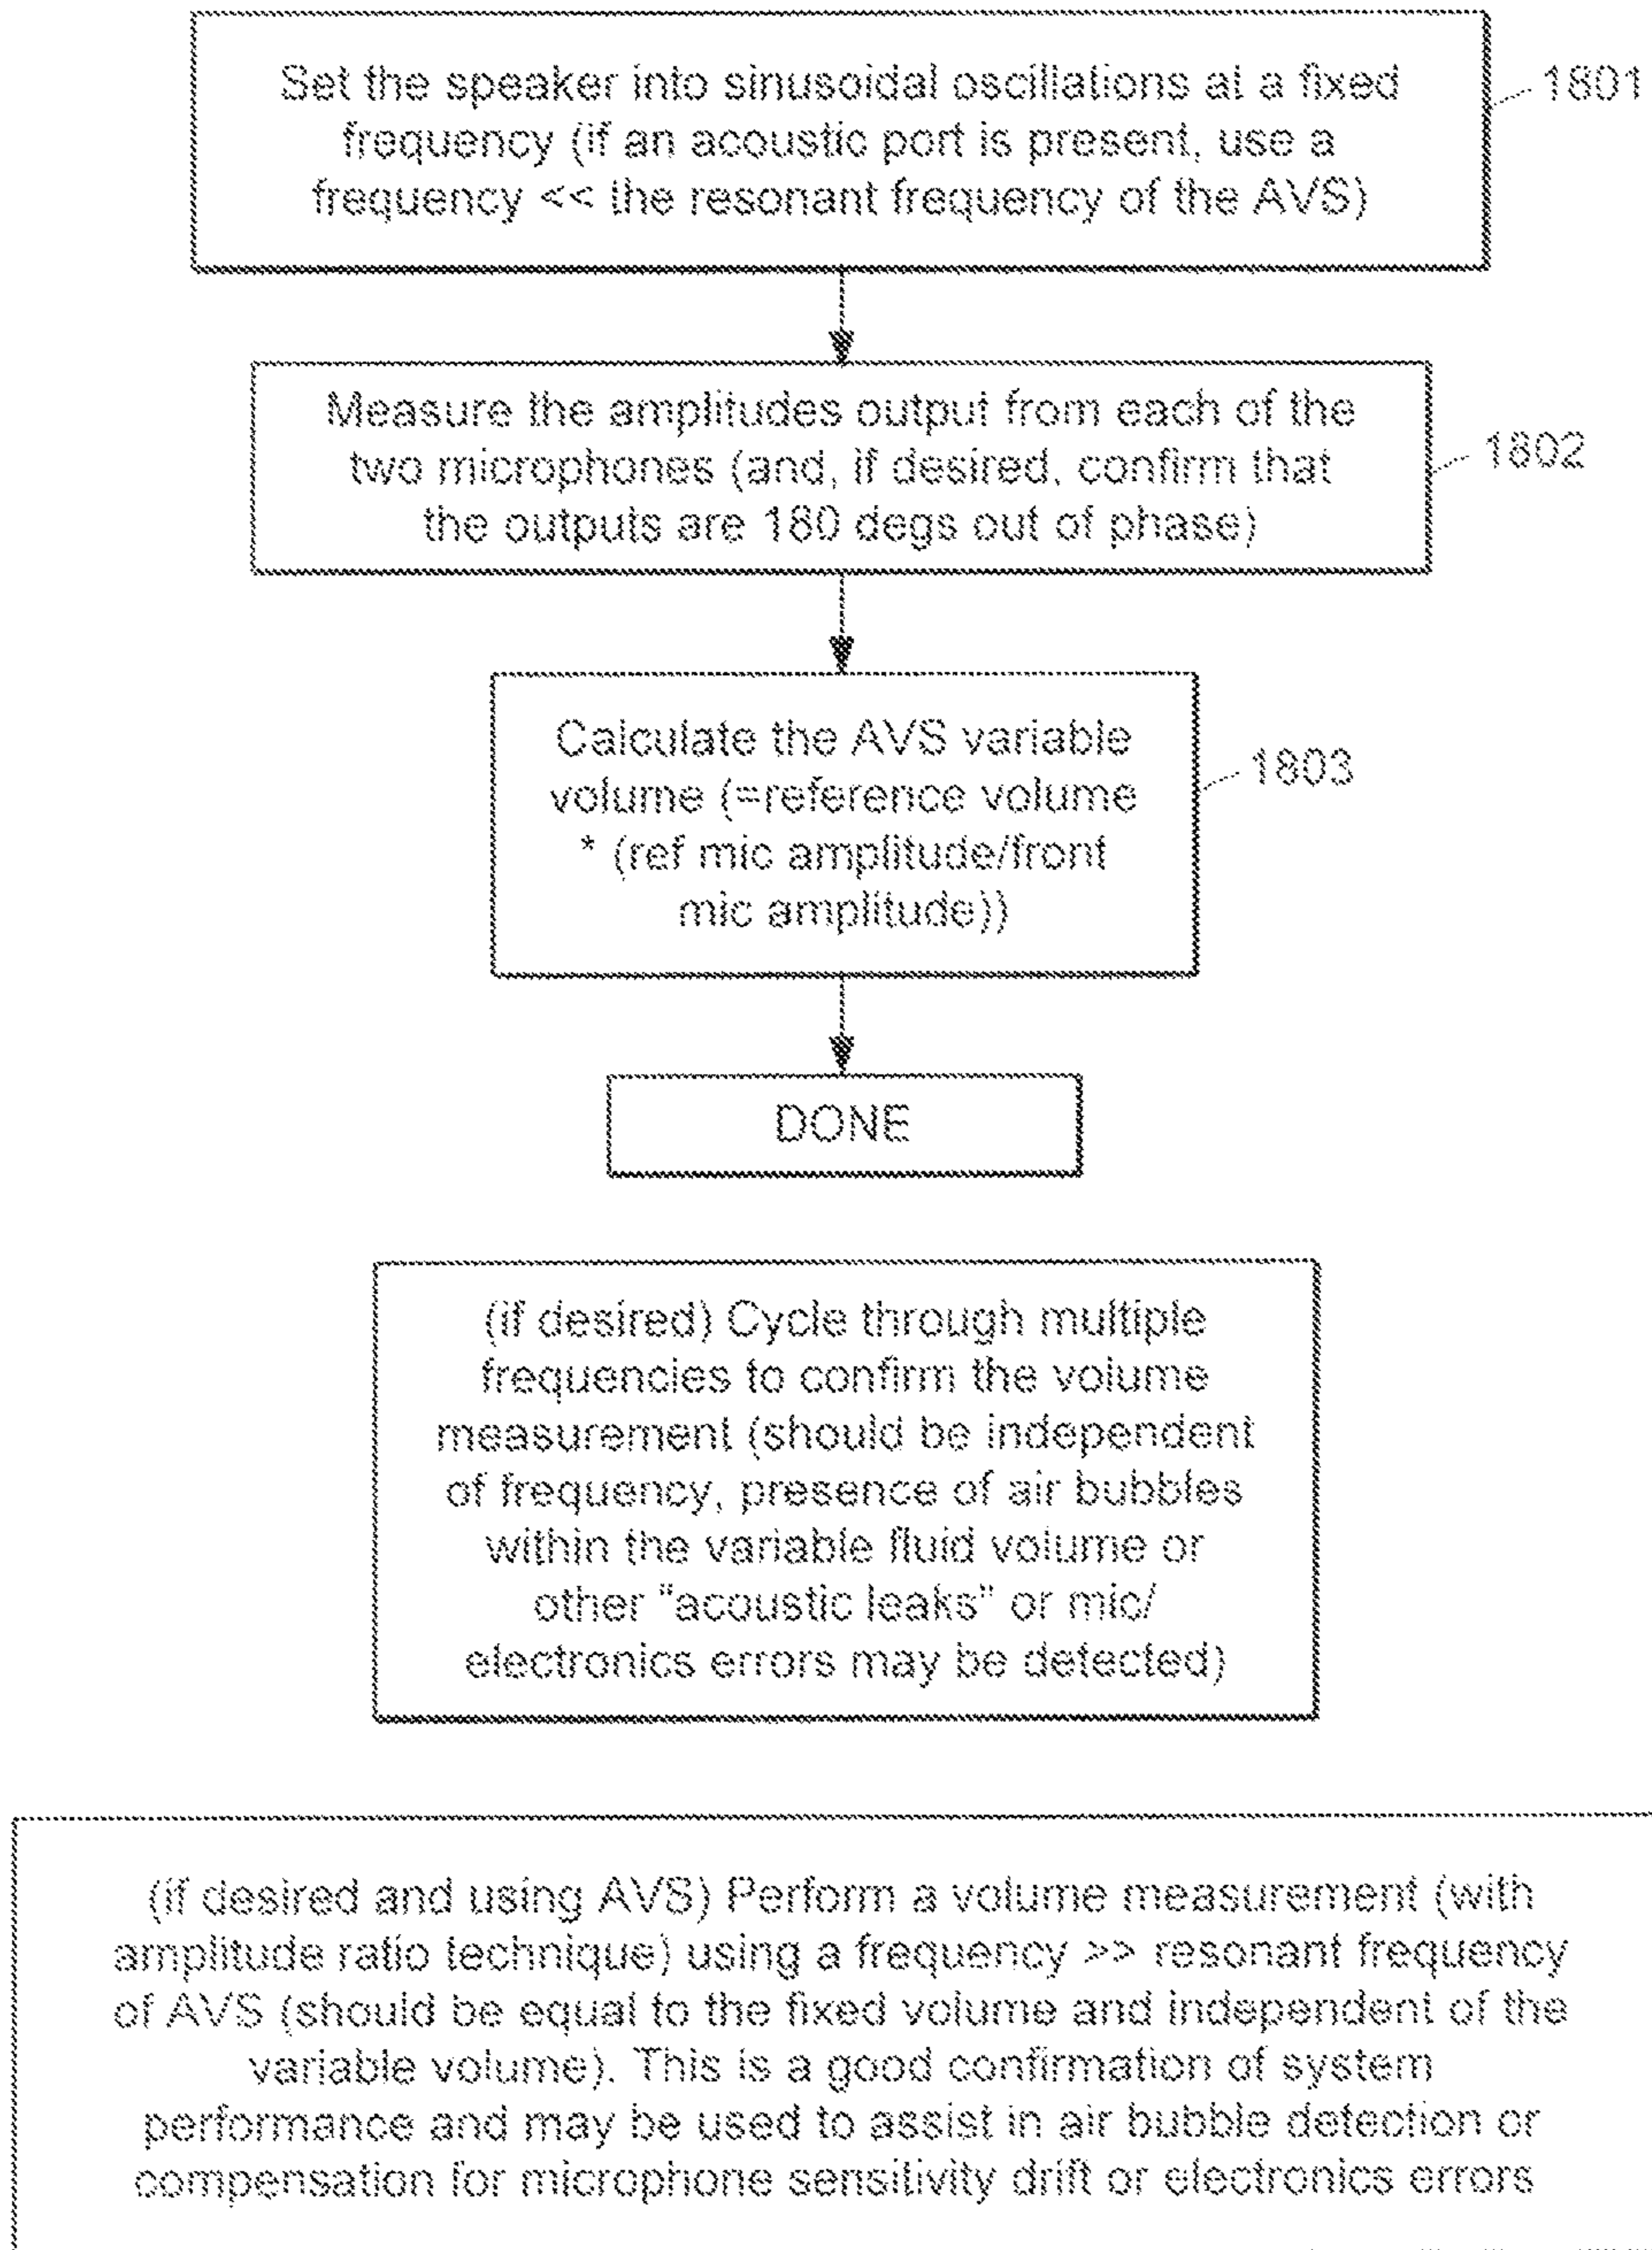 Set the speaker into sinusoidal oscillations at a fixed
frequency (if an acoustic port is present, use a
frequency << the resonant frequency of the AVS)
1801
Measure the amplitudes output from each of the
two microphones (and, if desired, confirm that
the outputs are 180 degs out of phase)
1802
Calculate the AVS variable
volume (=reference volume
* (ref mic amplitude/front
mic amplitude))
1803
DONE
(if desired) Cycle through multiple
frequencies to confirm the volume
measurement (should be independent
of frequency, presence of air bubbles
within the variable fluid volume or
other "acoustic leaks" or mic/
electronics errors may be detected)
(if desired and using AVS) Perform a volume measurement (with
amplitude ratio technique) using a frequency >> resonant frequency
of AVS (should be equal to the fixed volume and independent of the
variable volume). This is a good confirmation of system
performance and may be used to assist in air bubble detection or
compensation for microphone sensitivity drift or electronics errors